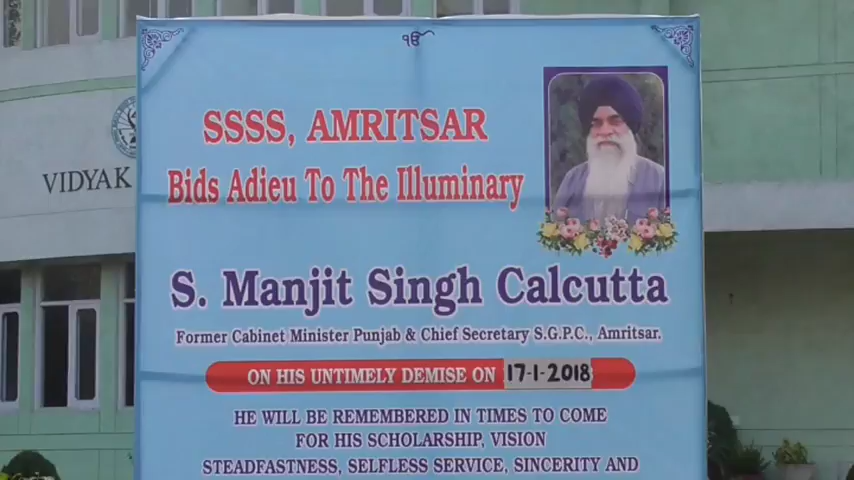 ੴ
SSSS, AMRITSAR
Bids Adieu To The Illuminary
VIDYAK
S. Manjit Singh Calcutta
Former Cabinet Minister Punjab & Chief Secretary S.G.P.C., Amritsar.
ON HIS UNTIMELY DEMISE ON 17-1-2018
HE WILL BE REMEMBERED IN TIMES TO COME
FOR HIS SCHOLARSHIP, VISION
STEADFASTNESS, SELFLESS SERVICE, SINCERITY AND